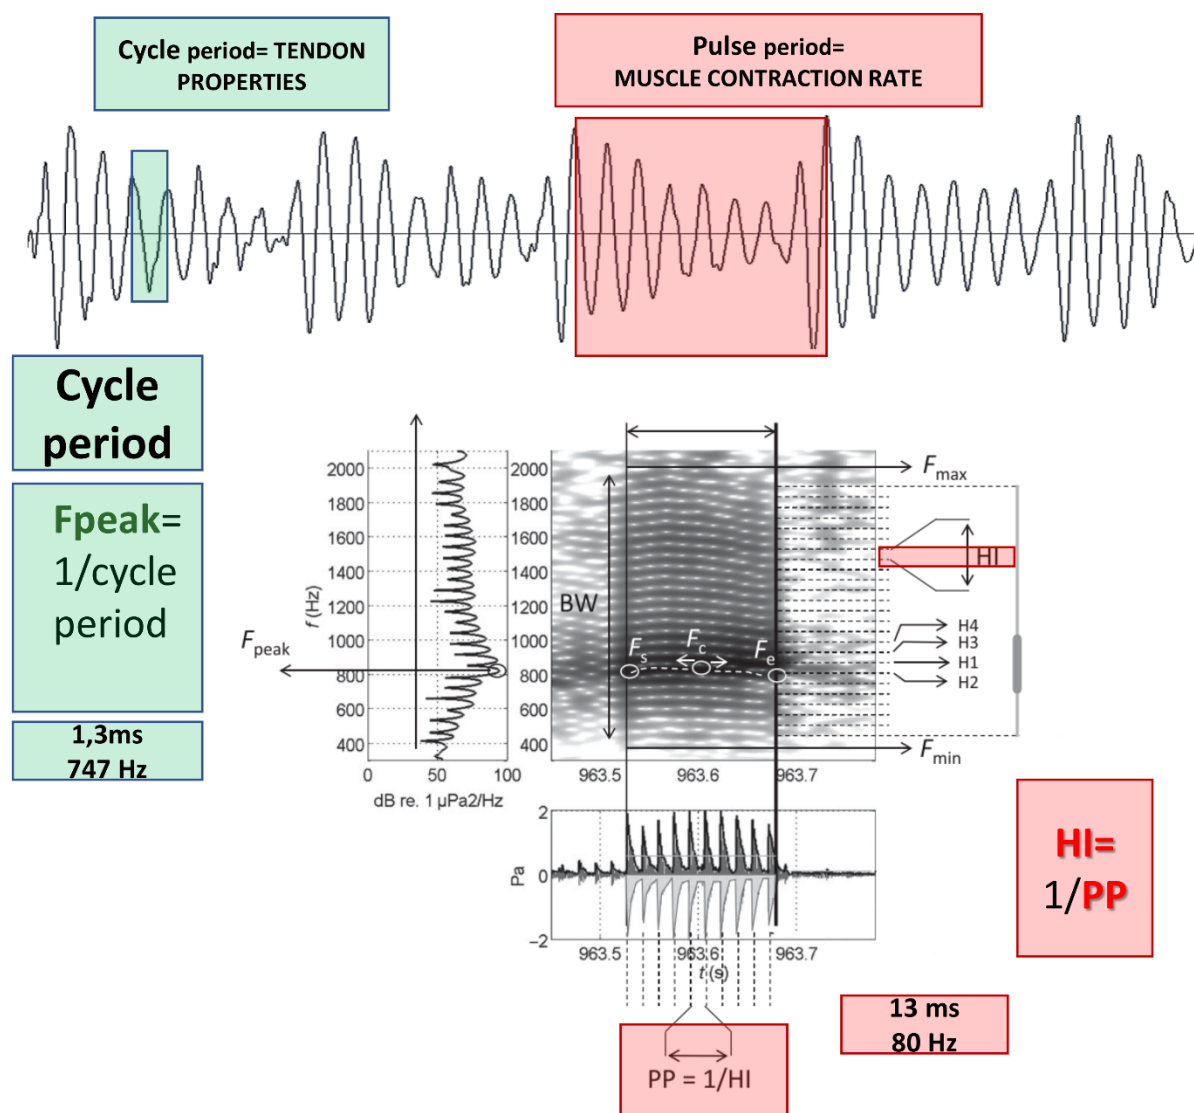 Cycle period= TENDON
PROPERTIES
Pulse period=
MUSCLE CONTRACTION RATE
Cycle
period
Fpeak=
1/cycle
period
1,3ms
747 Hz
Fpeak
f (Hz)
2000
1800
1600
1400
1200
1000
800
600
400
0
50
100
dB re. 1 µPa2/Hz
2000
1800
1600
1400
1200
1000
800
600
400
BW
Fs
Fc
Fe
963.5
963.6
963.7
Fmax
HI
H4
H3
H1
H2
Fmin
Pa
2
0
−2
963.5
963.6
963.7
t (s)
PP = 1/HI
HI=
1/PP
13 ms
80 Hz